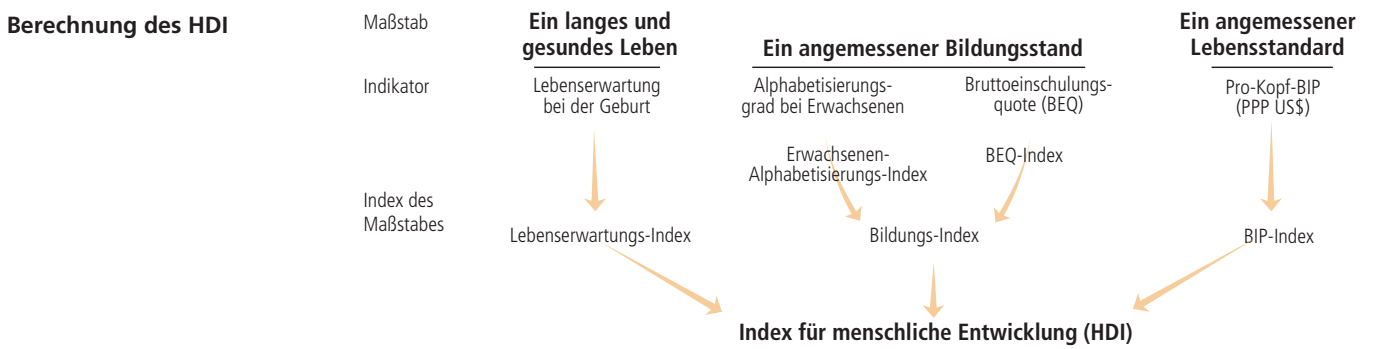 Berechnung des HDI
Maßstab
Ein langes und
gesundes Leben
Ein angemessener Bildungsstand
Ein angemessener
Lebensstandard
Indikator
Lebenserwartung
bei der Geburt
Alphabetisierungs-
grad bei Erwachsenen
Bruttoeinschulungs-
quote (BEQ)
Pro-Kopf-BIP
(PPP US$)
Erwachsenen-
Alphabetisierungs-Index
BEQ-Index
Index des
Maßstabes
Lebenserwartungs-Index
Bildungs-Index
BIP-Index
Index für menschliche Entwicklung (HDI)